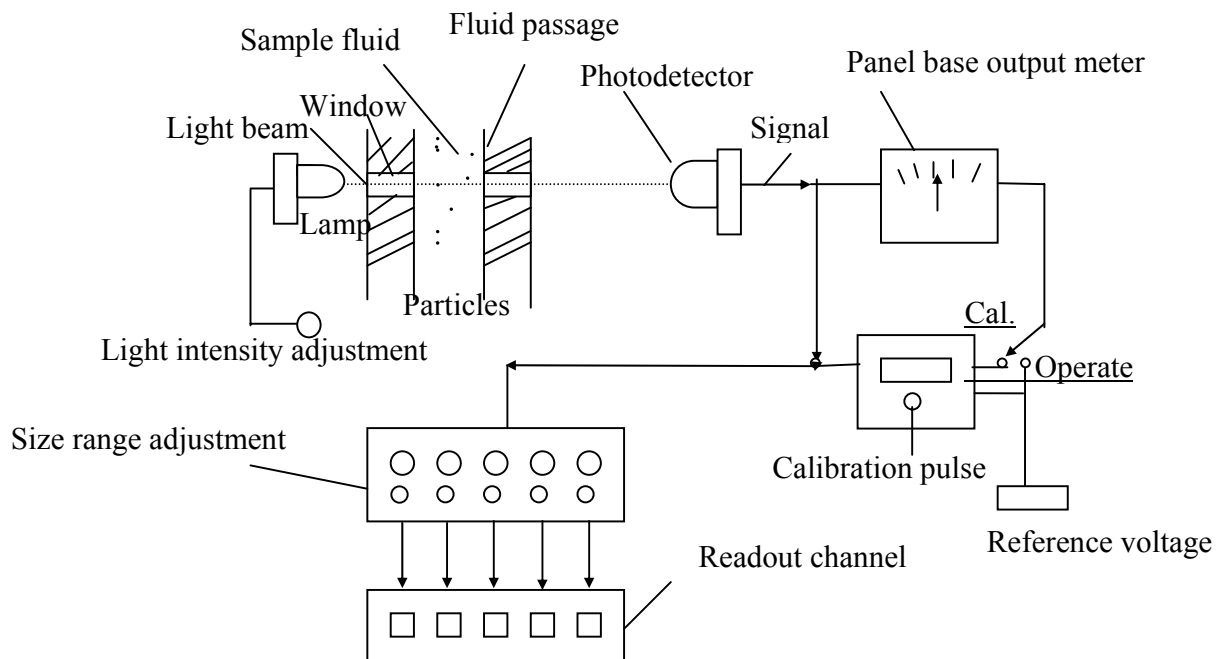 Fluid passage
Sample fluid
Panel base output meter
Photodetector
Window
Light beam
Signal
Lamp
Particles
Cal.
Light intensity adjustment
Operate
Size range adjustment
Calibration pulse
Reference voltage
Readout channel